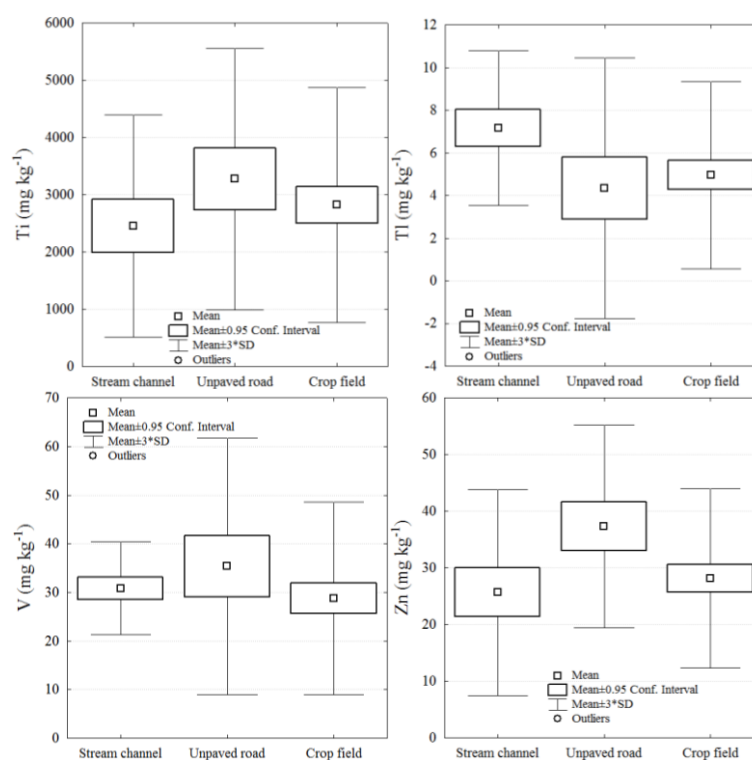 6000
5000
4000
3000
2000
1000
0
Ti (mg kg⁻¹)
Mean
Mean±0.95 Conf. Interval
Mean±3*SD
Outliers
Stream channel Unpaved road Crop field
12
10
8
6
4
2
0
-2
-4
Tl (mg kg⁻¹)
Mean
Mean±0.95 Conf. Interval
Mean±3*SD
Outliers
Stream channel Unpaved road Crop field
70
60
50
40
30
20
10
0
V (mg kg⁻¹)
Mean
Mean±0.95 Conf. Interval
Mean±3*SD
Outliers
Stream channel Unpaved road Crop field
60
50
40
30
20
10
0
Zn (mg kg⁻¹)
Mean
Mean±0.95 Conf. Interval
Mean±3*SD
Outliers
Stream channel Unpaved road Crop field